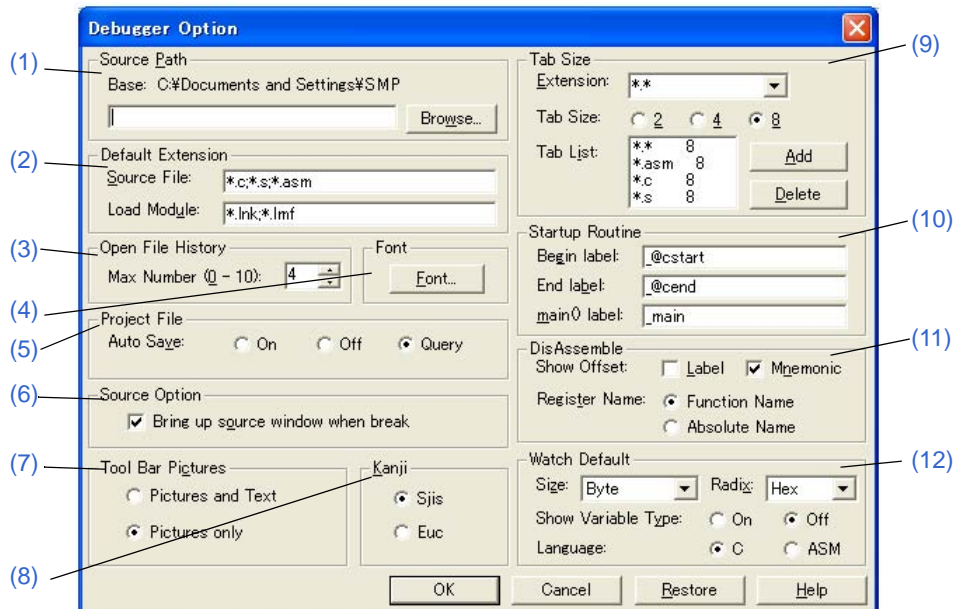 Debugger Option
(1)
Source Path
Base: C:¥Documents and Settings¥SMP
Browse...
(2)
Default Extension
Source File: *.c;*.s;*.asm
Load Module: *.lnk;*.lmf
(3)
Open File History
Max Number (0 - 10): 4
(4)
Font
Font...
(5)
Project File
Auto Save: On Off Query
(6)
Source Option
Bring up source window when break
(7)
Tool Bar Pictures
Pictures and Text
Pictures only
(8)
Kanji
Sjis
Euc
(9)
Tab Size
Extension: *.*
Tab Size: 2 4 8
Tab List:
*.* 8
*.asm 8
*.c 8
*.s 8
Add
Delete
(10)
Startup Routine
Begin label: _@cstart
End label: _@cend
main() label: _main
(11)
DisAssemble
Show Offset: Label Mnemonic
Register Name: Function Name
Absolute Name
(12)
Watch Default
Size: Byte Radix: Hex
Show Variable Type: On Off
Language: C ASM
OK Cancel Restore Help